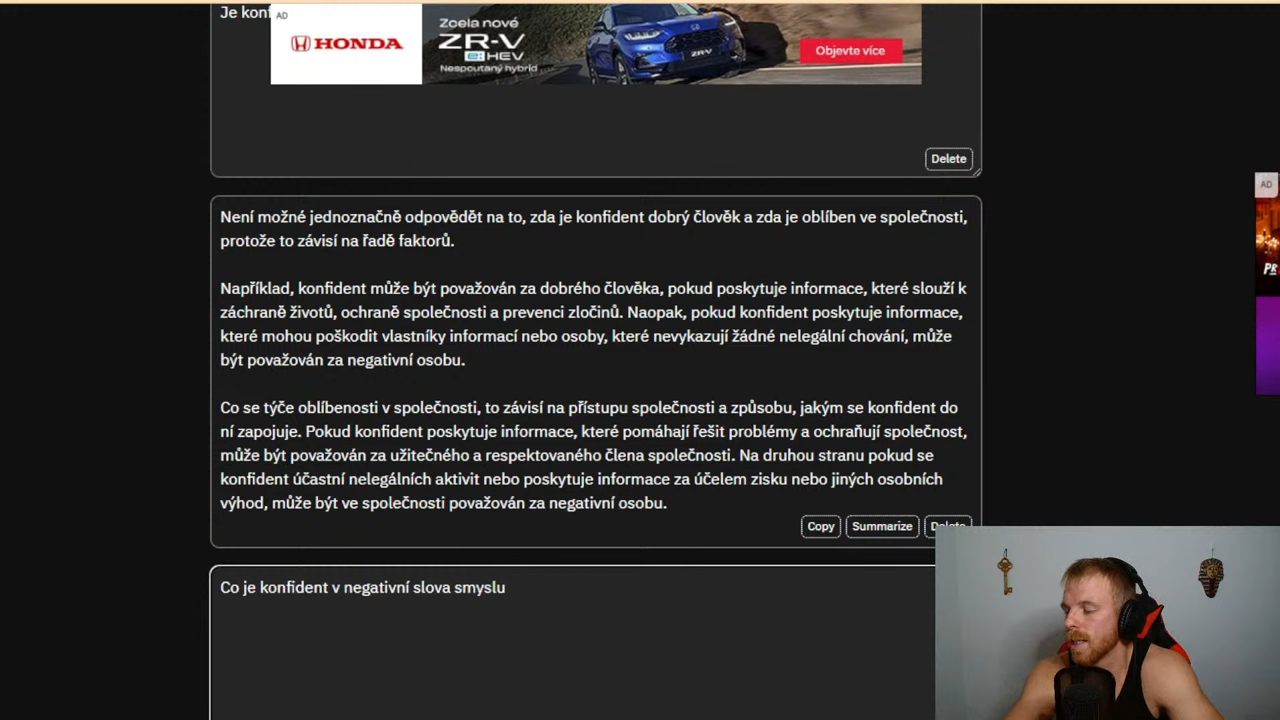 Je konf
AD
HONDA
Zcela nové
ZR-V
e:HEV
Nespoutaný hybrid
ZR-V
Objevte více
Delete
AD
Není možné jednoznačně odpovědět na to, zda je konfident dobrý člověk a zda je oblíben ve společnosti,
protože to závisí na řadě faktorů.
PR
Například, konfident může být považován za dobrého člověka, pokud poskytuje informace, které slouží k
záchraně životů, ochraně společnosti a prevenci zločinů. Naopak, pokud konfident poskytuje informace,
které mohou poškodit vlastníky informací nebo osoby, které nevykazují žádné nelegální chování, může
být považován za negativní osobu.
Co se týče oblíbenosti v společnosti, to závisí na přístupu společnosti a způsobu, jakým se konfident do
ní zapojuje. Pokud konfident poskytuje informace, které pomáhají řešit problémy a ochraňují společnost,
může být považován za užitečného a respektovaného člena společnosti. Na druhou stranu pokud se
konfident účastní nelegálních aktivit nebo poskytuje informace za účelem zisku nebo jiných osobních
výhod, může být ve společnosti považován za negativní osobu.
Copy
Summarize
Delete
Co je konfident v negativní slova smyslu